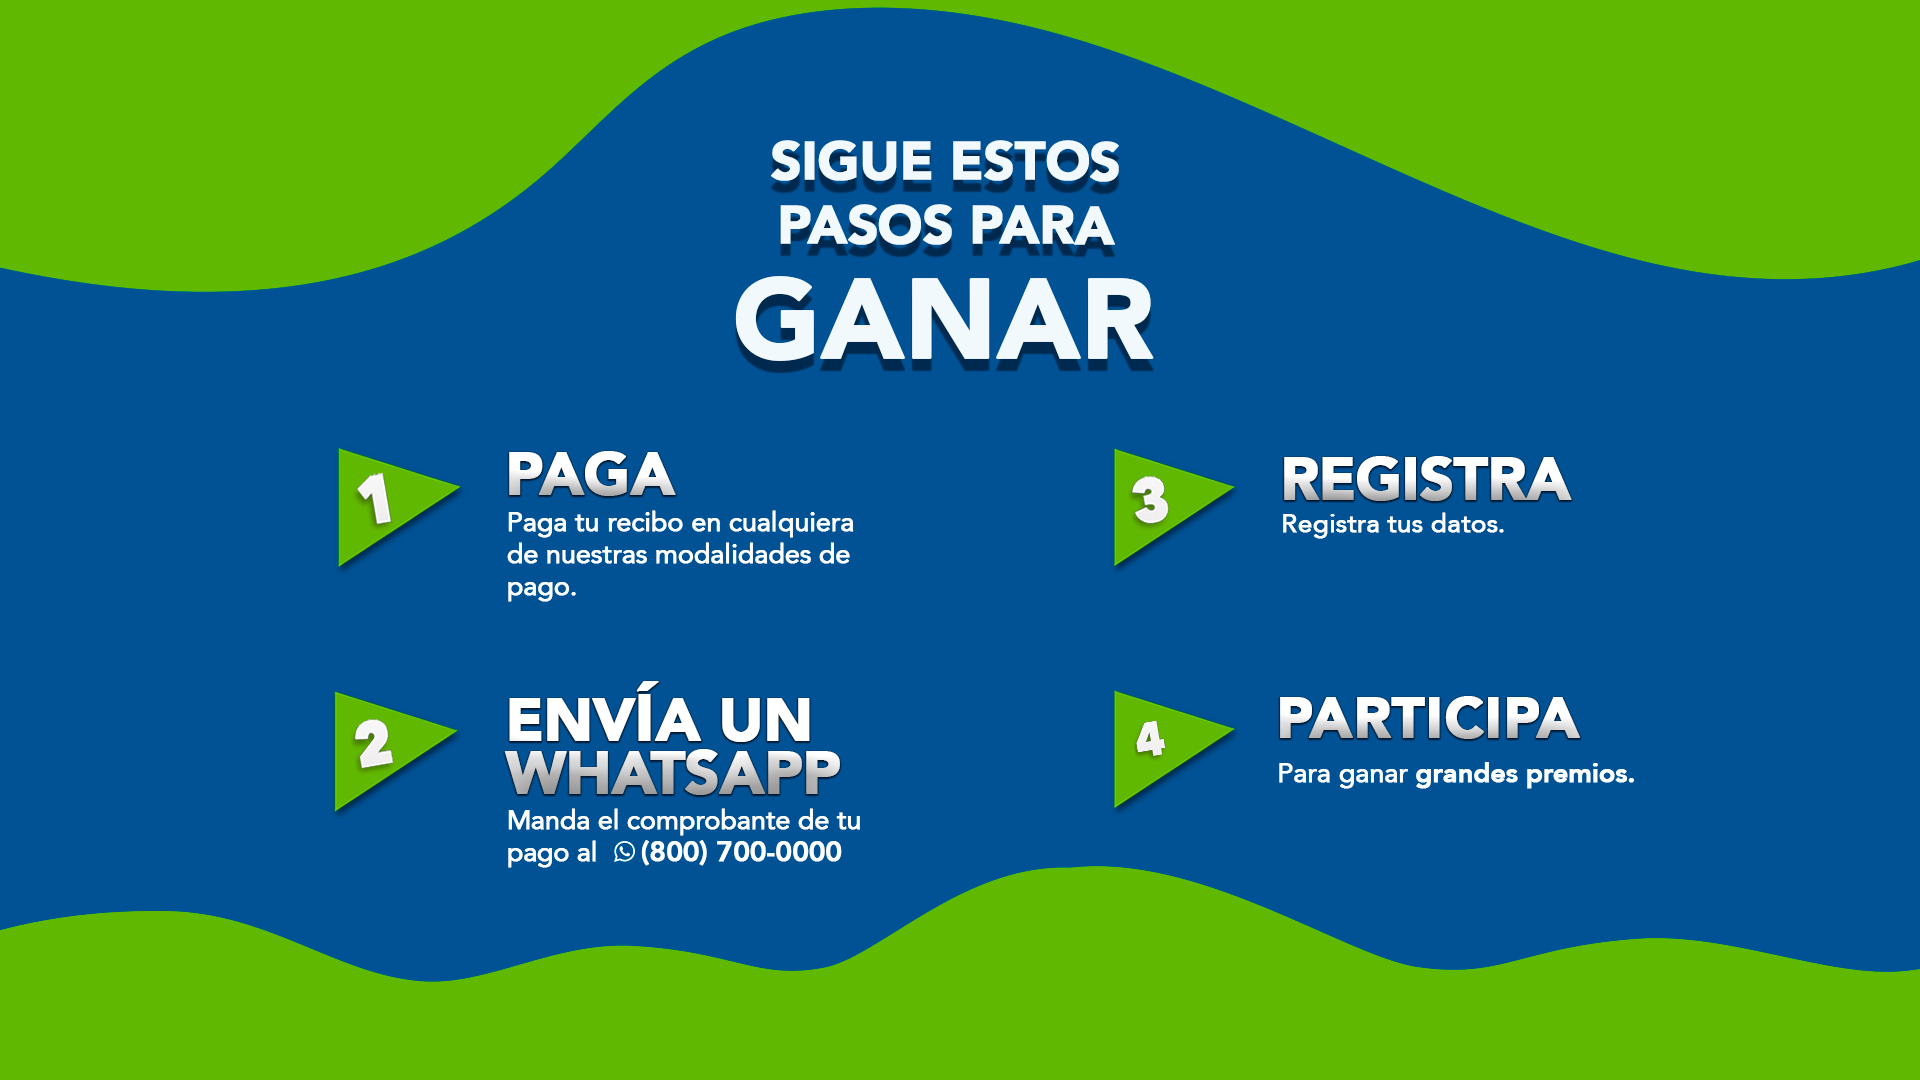 SIGUE ESTOS
PASOS PARA
GANAR
1
PAGA
Paga tu recibo en cualquiera
de nuestras modalidades de
pago.
2
ENVÍA UN
WHATSAPP
Manda el comprobante de tu
pago al (800) 700-0000
3
REGISTRA
Registra tus datos.
4
PARTICIPA
Para ganar grandes premios.